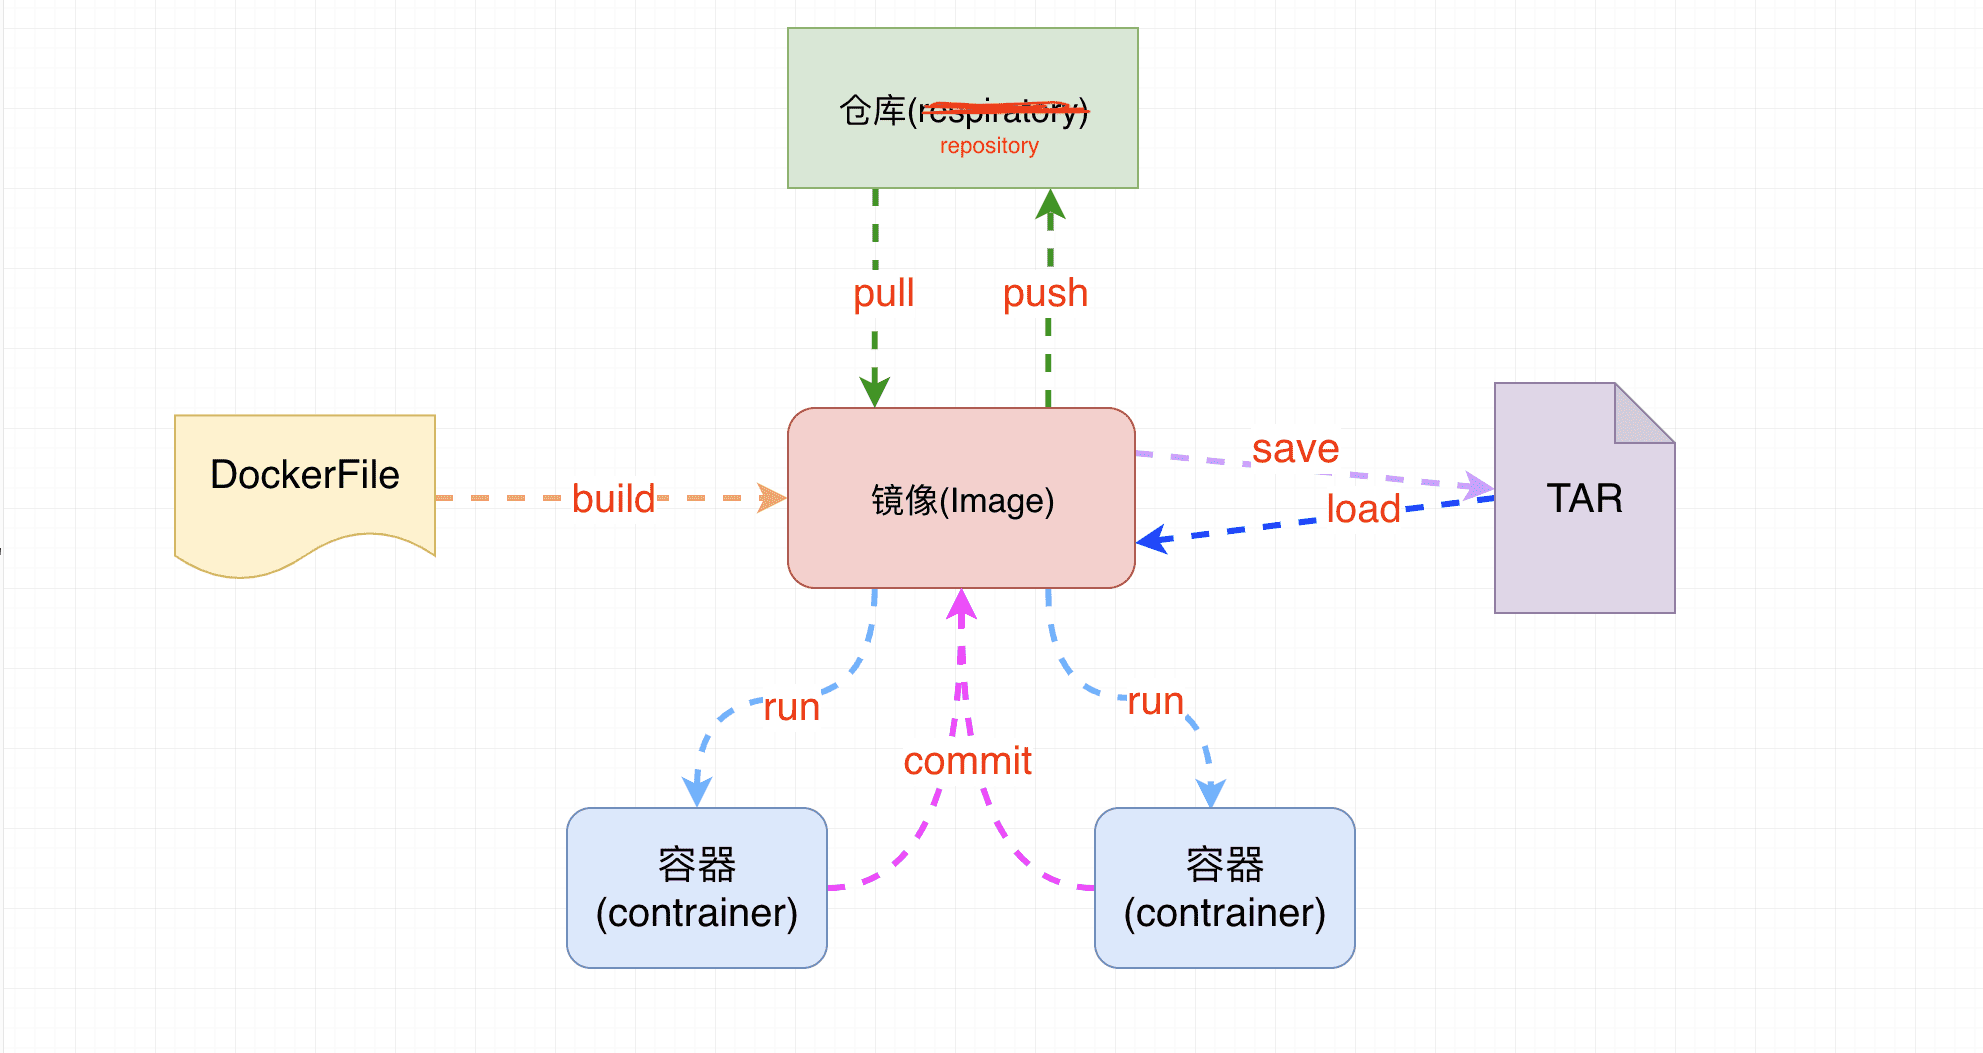 仓库(respiratory)
repository
pull
push
DockerFile
build
镜像(Image)
save
load
TAR
run
run
commit
容器
(contrainer)
容器
(contrainer)